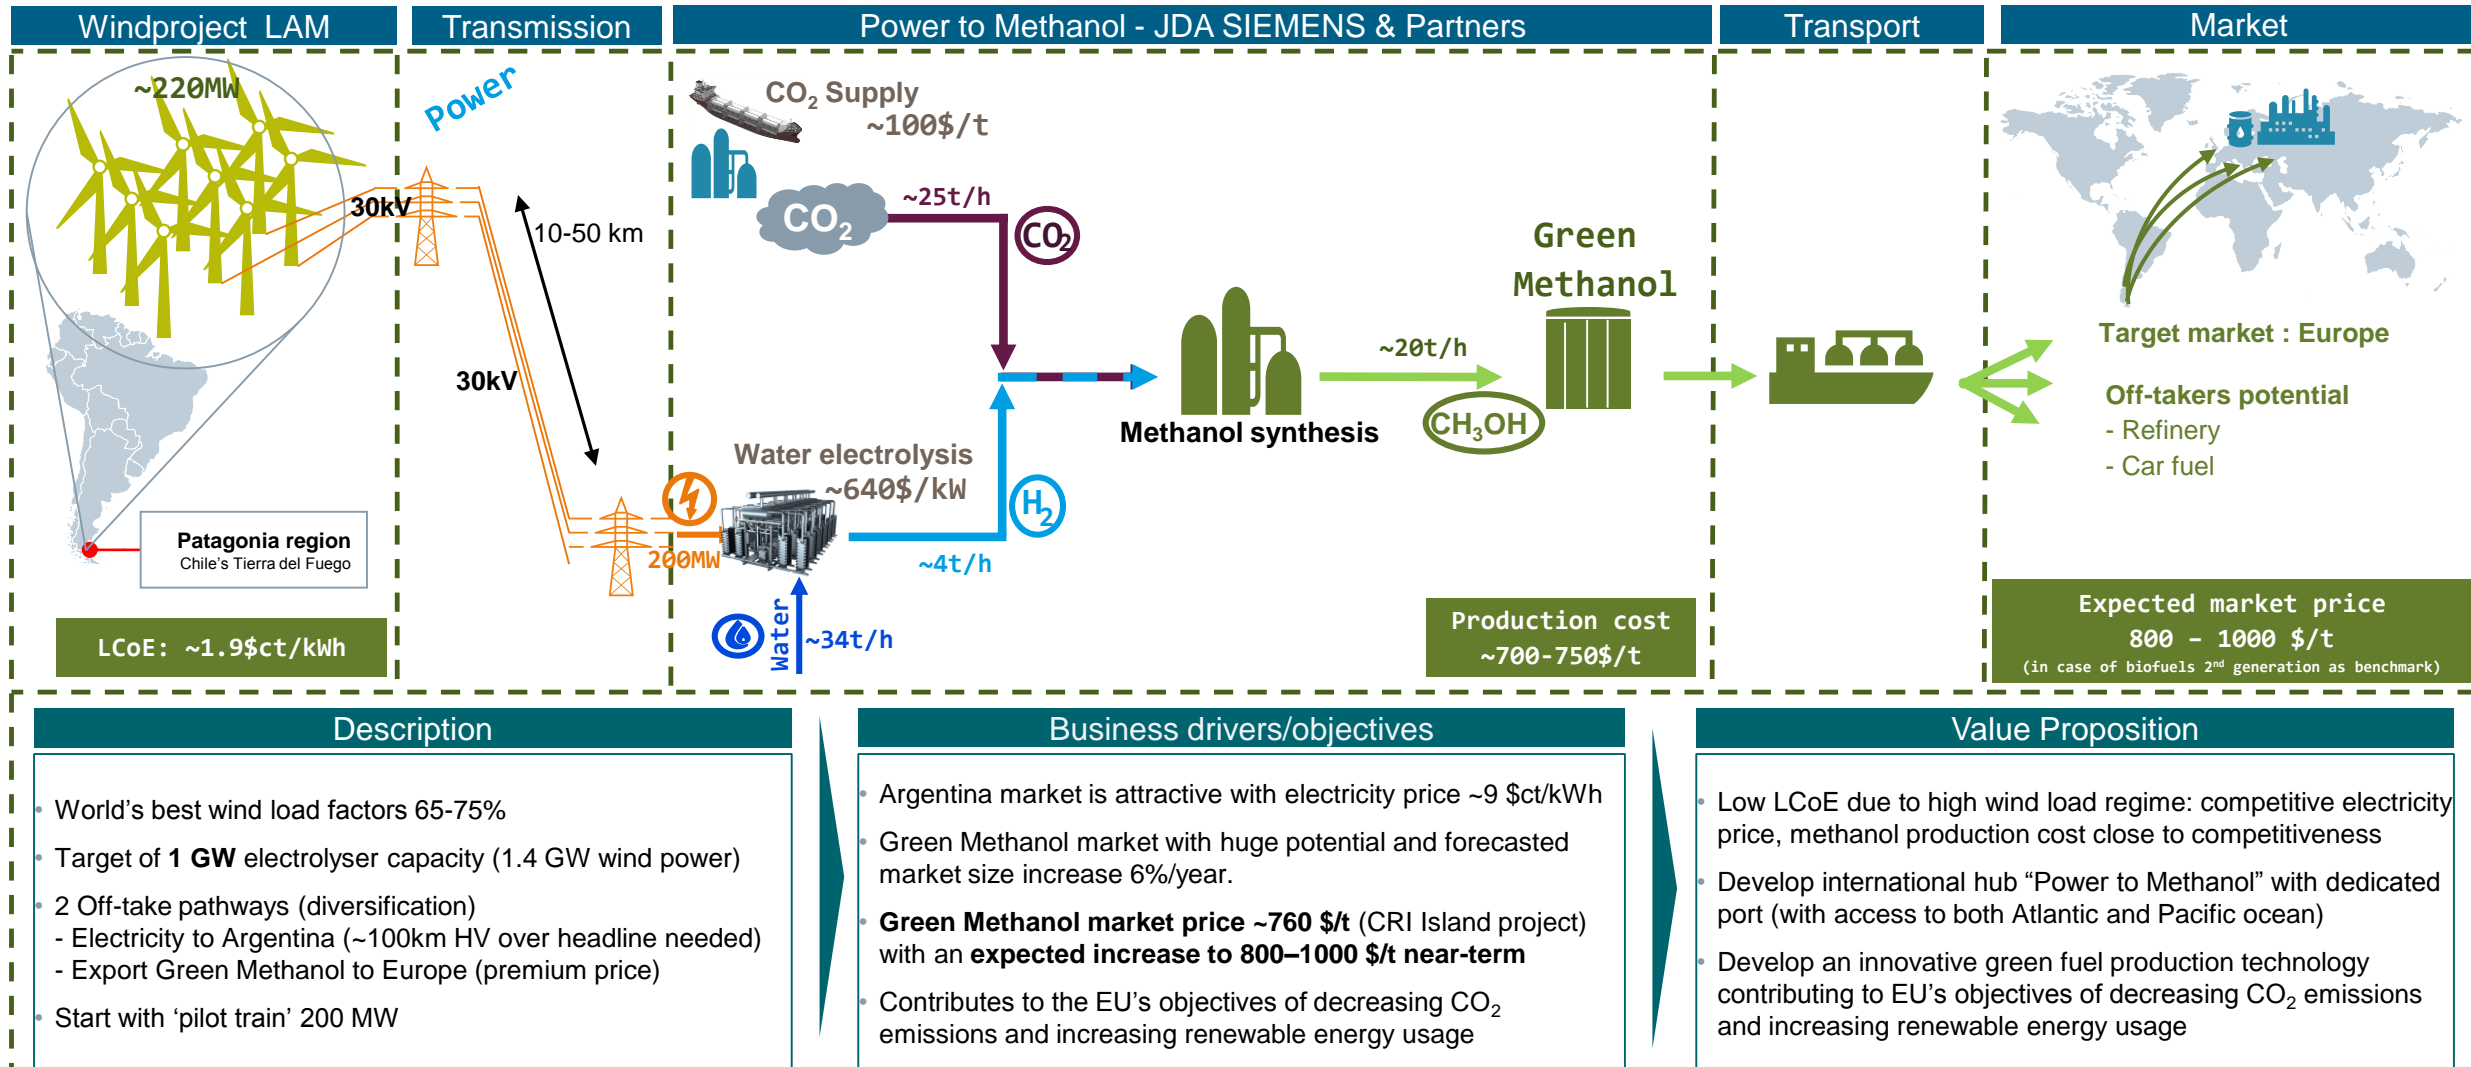 Windproject LAM
Transmission
Power to Methanol - JDA SIEMENS & Partners
Transport
Market
~220MW
30kV
Patagonia region
Chile's Tierra del Fuego
LCoE: ~1.9$ct/kWh
Power
10-50 km
30kV
CO2 Supply
~100$/t
CO2
~25t/h
CO2
Water electrolysis
~640$/kW
200MW
~4t/h
H2
Water
~34t/h
Methanol synthesis
~20t/h
CH3OH
Green
Methanol
Production cost
~700-750$/t
Target market : Europe
Off-takers potential
- Refinery
- Car fuel
Expected market price
800 – 1000 $/t
(in case of biofuels 2nd generation as benchmark)
Description
• World's best wind load factors 65-75%
• Target of 1 GW electrolyser capacity (1.4 GW wind power)
• 2 Off-take pathways (diversification)
- Electricity to Argentina (~100km HV over headline needed)
- Export Green Methanol to Europe (premium price)
• Start with ‘pilot train’ 200 MW
Business drivers/objectives
• Argentina market is attractive with electricity price ~9 $ct/kWh
• Green Methanol market with huge potential and forecasted
market size increase 6%/year.
• Green Methanol market price ~760 $/t (CRI Island project)
with an expected increase to 800–1000 $/t near-term
• Contributes to the EU's objectives of decreasing CO2
emissions and increasing renewable energy usage
Value Proposition
• Low LCoE due to high wind load regime: competitive electricity
price, methanol production cost close to competitiveness
• Develop international hub “Power to Methanol” with dedicated
port (with access to both Atlantic and Pacific ocean)
• Develop an innovative green fuel production technology
contributing to EU's objectives of decreasing CO2 emissions
and increasing renewable energy usage